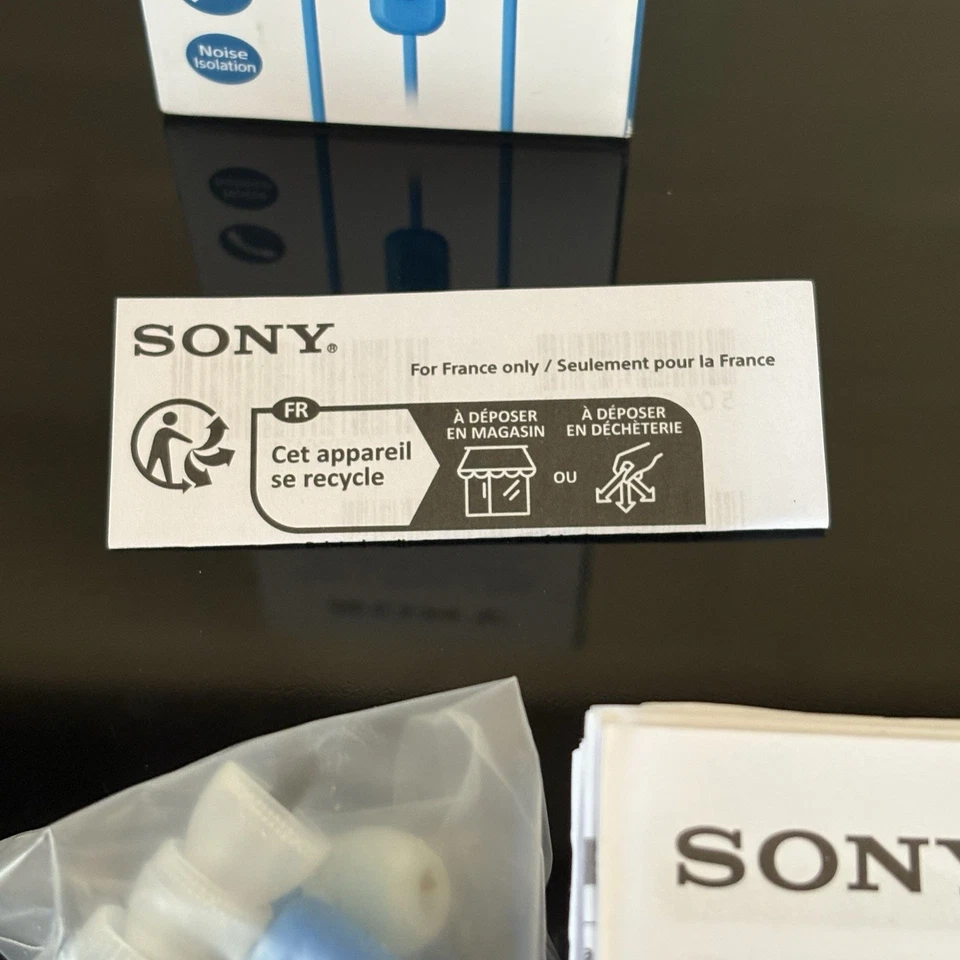 Noise
Isolation
SONY®
For France only / Seulement pour la France
FR
Cet appareil
se recycle
À DÉPOSER
EN MAGASIN
OU
À DÉPOSER
EN DÉCHÈTERIE
SONY